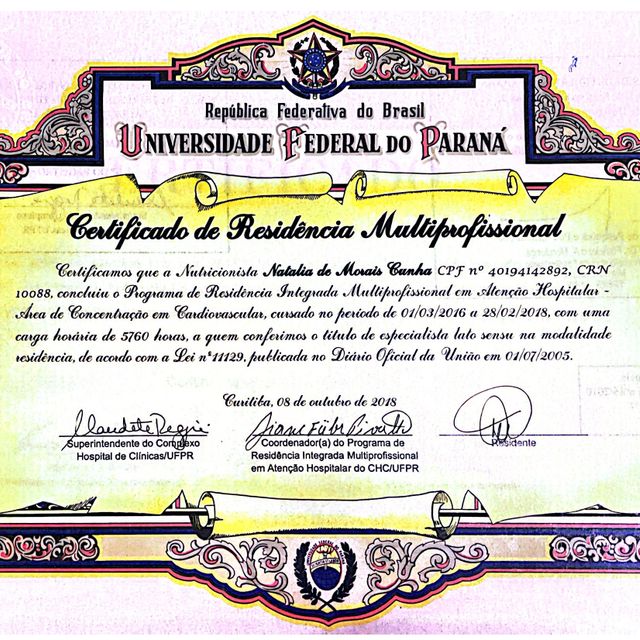 República Federativa do Brasil
UNIVERSIDADE FEDERAL DO PARANÁ
Certificado de Residência Multiprofissional
Certificamos que a Nutricionista Natalia de Morais Cunha CPF nº 40194142892, CRN
10088, concluiu o Programa de Residência Integrada Multiprofissional em Atenção Hospitalar -
Área de Concentração em Cardiovascular, cursado no período de 01/03/2016 a 28/02/2018, com uma
carga horária de 5760 horas, a quem conferimos o título de especialista lato sensu na modalidade
residência, de acordo com a Lei nº11129, publicada no Diário Oficial da União em 01/07/2005.
Curitiba, 08 de outubro de 2018
Superintendente do Complexo
Hospital de Clínicas/UFPR
Coordenador(a) do Programa de
Residência Integrada Multiprofissional
em Atenção Hospitalar do CHC/UFPR
Residente